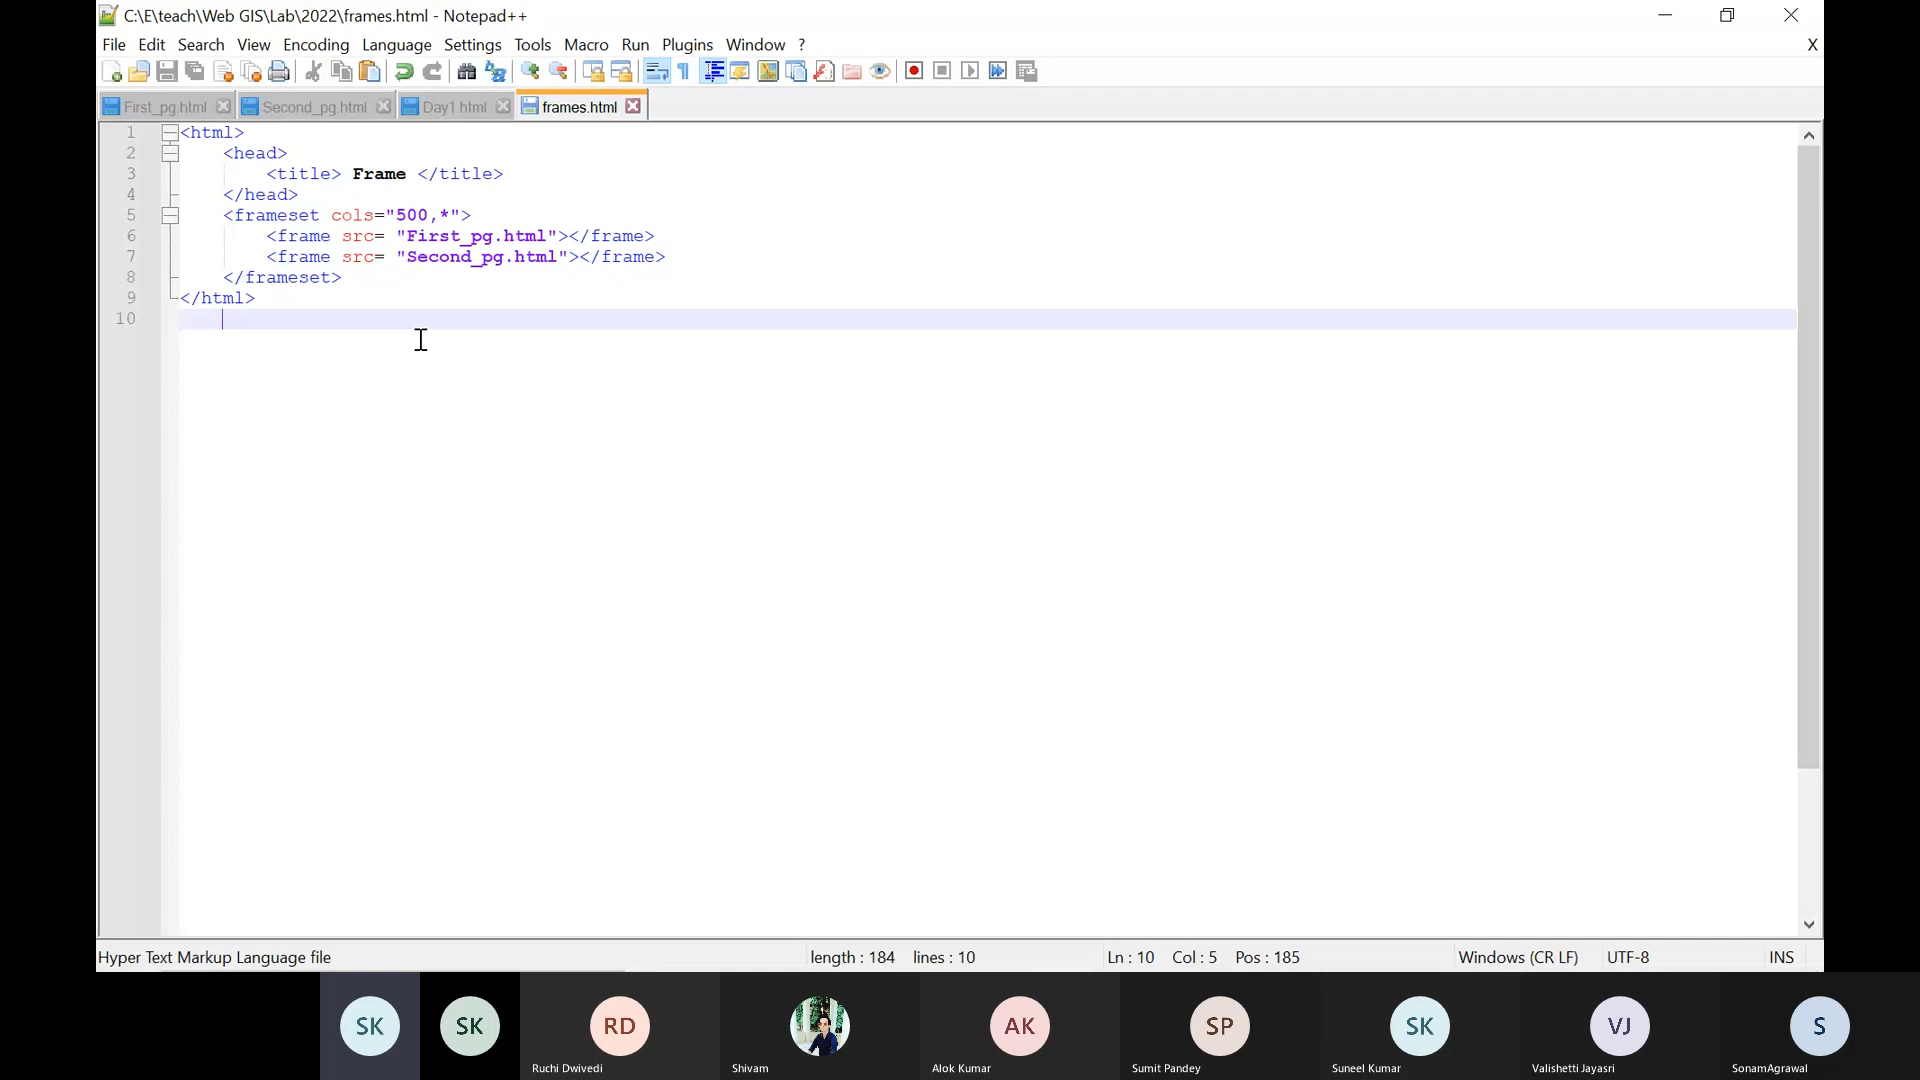 C:\E\teach\Web GIS\Lab\2022\frames.html - Notepad++
File Edit Search View Encoding Language Settings Tools Macro Run Plugins Window ? X
First_pg.html Second_pg.html Day1.html frames.html
1 <html>
2 <head>
3 <title> Frame </title>
4 </head>
5 <frameset cols="500,*">
6 <frame src= "First_pg.html"></frame>
7 <frame src= "Second_pg.html"></frame>
8 </frameset>
9 </html>
10
Hyper Text Markup Language file length : 184 lines : 10 Ln : 10 Col : 5 Pos : 185 Windows (CR LF) UTF-8 INS
SK SK RD AK SP SK VJ S
Ruchi Dwivedi Shivam Alok Kumar Sumit Pandey Suneel Kumar Valishetti Jayasri SonamAgrawal